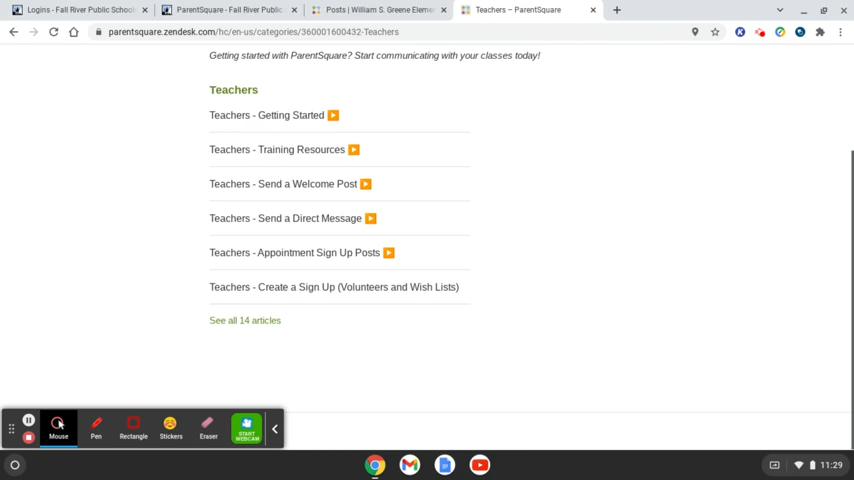 Logins - Fall River Public School
ParentSquare - Fall River Public
Posts | William S. Greene Elemen
Teachers – ParentSquare
parentsquare.zendesk.com/hc/en-us/categories/360001600432-Teachers
Getting started with ParentSquare? Start communicating with your classes today!
Teachers
Teachers - Getting Started
Teachers - Training Resources
Teachers - Send a Welcome Post
Teachers - Send a Direct Message
Teachers - Appointment Sign Up Posts
Teachers - Create a Sign Up (Volunteers and Wish Lists)
See all 14 articles
Mouse
Pen
Rectangle
Stickers
Eraser
START
WEBCAM
11:29